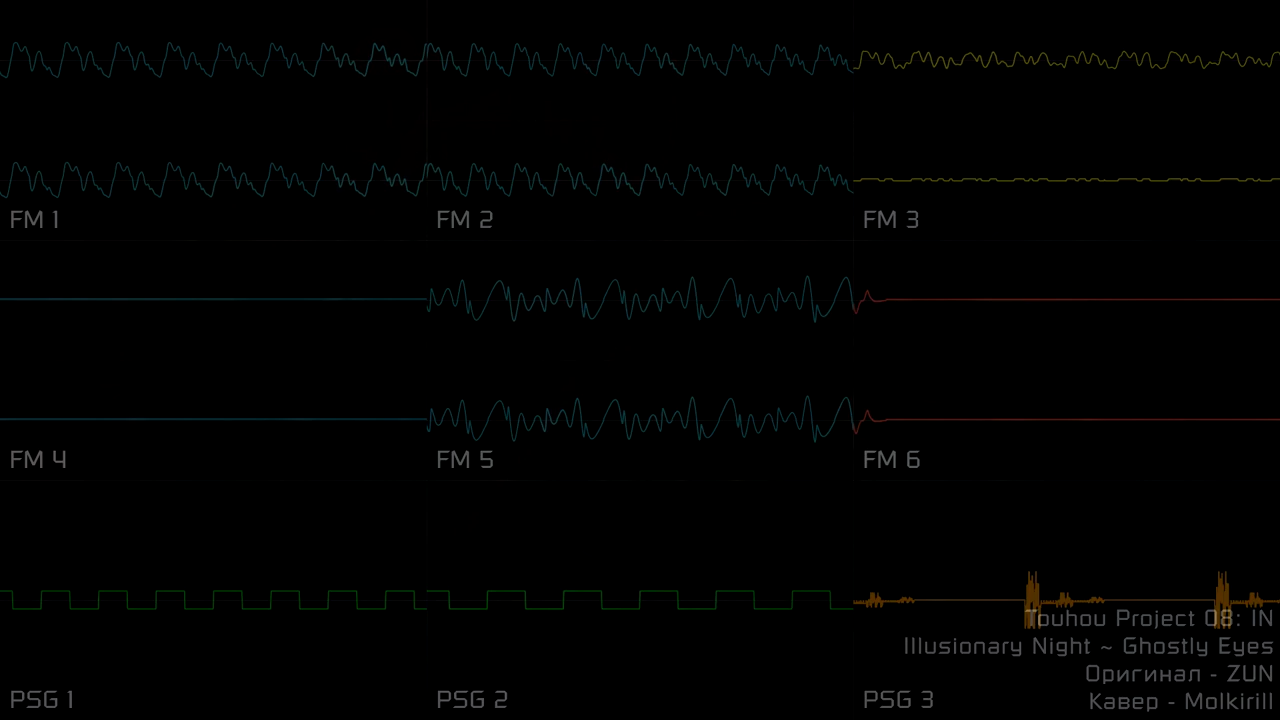 FM 1
FM 2
FM 3
FM 4
FM 5
FM 6
PSG 1
PSG 2
PSG 3
Touhou Project 08: IN
Illusionary Night ~ Ghostly Eyes
Оригинал - ZUN
Кавер - Molkirill